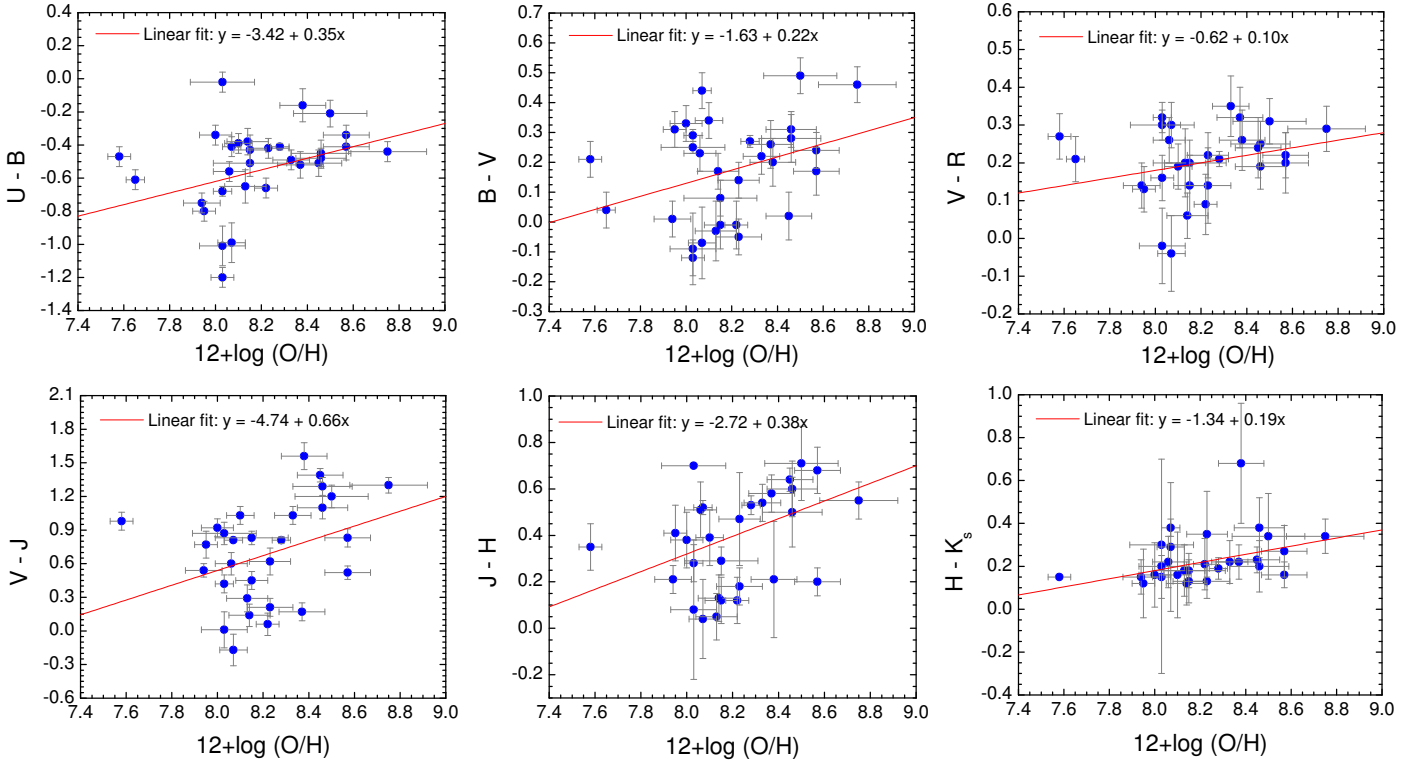 Linear fit: y = -3.42 + 0.35x
0.4
0.2
0.0
-0.2
-0.4
-0.6
-0.8
-1.0
-1.2
-1.4
U - B
7.4 7.6 7.8 8.0 8.2 8.4 8.6 8.8 9.0
12+log (O/H)
Linear fit: y = -1.63 + 0.22x
0.7
0.6
0.5
0.4
0.3
0.2
0.1
0.0
-0.1
-0.2
-0.3
B - V
7.4 7.6 7.8 8.0 8.2 8.4 8.6 8.8 9.0
12+log (O/H)
Linear fit: y = -0.62 + 0.10x
0.6
0.5
0.4
0.3
0.2
0.1
0.0
-0.1
-0.2
V - R
7.4 7.6 7.8 8.0 8.2 8.4 8.6 8.8 9.0
12+log (O/H)
Linear fit: y = -4.74 + 0.66x
2.1
1.8
1.5
1.2
0.9
0.6
0.3
0.0
-0.3
-0.6
V - J
7.4 7.6 7.8 8.0 8.2 8.4 8.6 8.8 9.0
12+log (O/H)
Linear fit: y = -2.72 + 0.38x
1.0
0.8
0.6
0.4
0.2
0.0
-0.2
J - H
7.4 7.6 7.8 8.0 8.2 8.4 8.6 8.8 9.0
12+log (O/H)
Linear fit: y = -1.34 + 0.19x
1.0
0.8
0.6
0.4
0.2
0.0
-0.2
-0.4
H - Ks
7.4 7.6 7.8 8.0 8.2 8.4 8.6 8.8 9.0
12+log (O/H)